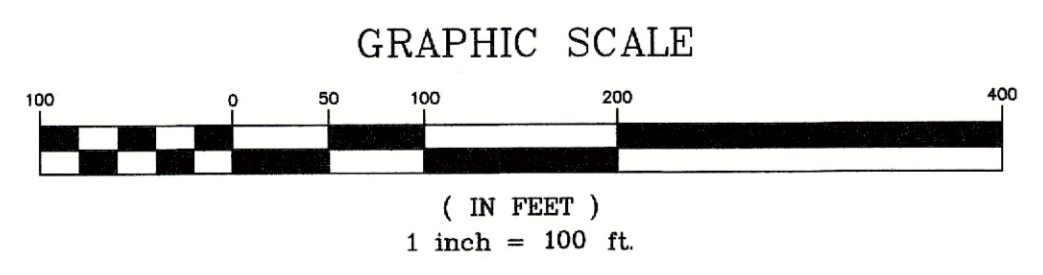 GRAPHIC SCALE
100 0 50 100 200 400
( IN FEET )
1 inch = 100 ft.